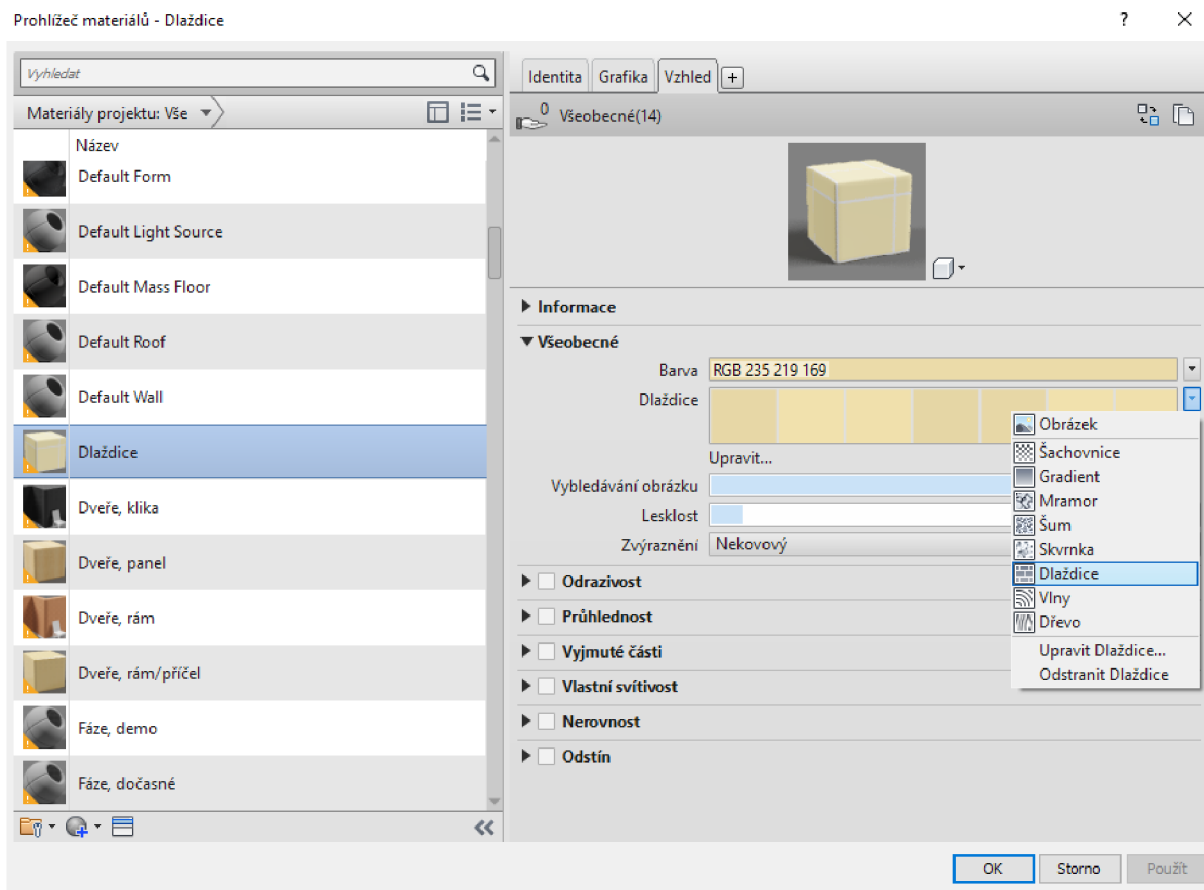 Prohlížeč materiálů - Dlaždice
?
Vyhledat
Materiály projektu: Vše
Název
Default Form
Default Light Source
Default Mass Floor
Default Roof
Default Wall
Dlaždice
Dveře, klika
Dveře, panel
Dveře, rám
Dveře, rám/příčel
Fáze, demo
Fáze, dočasné
Identita
Grafika
Vzhled
+
0
Všeobecné(14)
Informace
Všeobecné
Barva RGB 235 219 169
Dlaždice
Upravit...
Vybledávání obrázku
Lesklost
Zvýraznění Nekovový
Odrazivost
Průhlednost
Vyjmuté části
Vlastní svítivost
Nerovnost
Odstín
Obrázek
Šachovnice
Gradient
Mramor
Šum
Skvrnka
Dlaždice
Vlny
Dřevo
Upravit Dlaždice...
Odstranit Dlaždice
OK
Storno
Použít